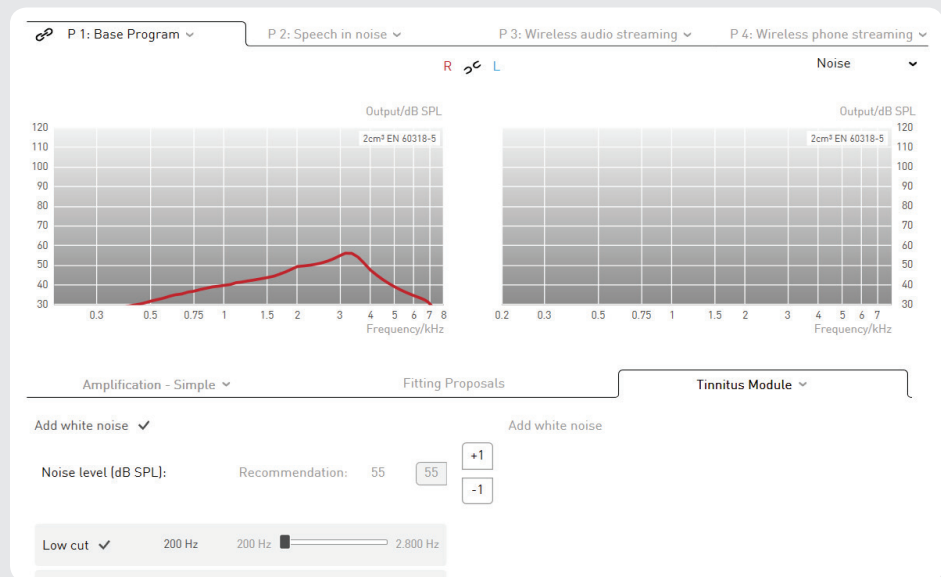 P 1: Base Program
P 2: Speech in noise
P 3: Wireless audio streaming
P 4: Wireless phone streaming
R L
Noise
Output/dB SPL
2cm³ EN 60318-5
120
110
100
90
80
70
60
50
40
30
0.3 0.5 0.75 1 1.5 2 3 4 5 6 7 8
Frequency/kHz
Output/dB SPL
2cm³ EN 60318-5
120
110
100
90
80
70
60
50
40
30
0.2 0.3 0.5 0.75 1 1.5 2 3 4 5 6 7
Frequency/kHz
Amplification - Simple
Fitting Proposals
Tinnitus Module
Add white noise
Add white noise
Noise level (dB SPL): Recommendation: 55 55
+1
-1
Low cut 200 Hz 200 Hz 2.800 Hz